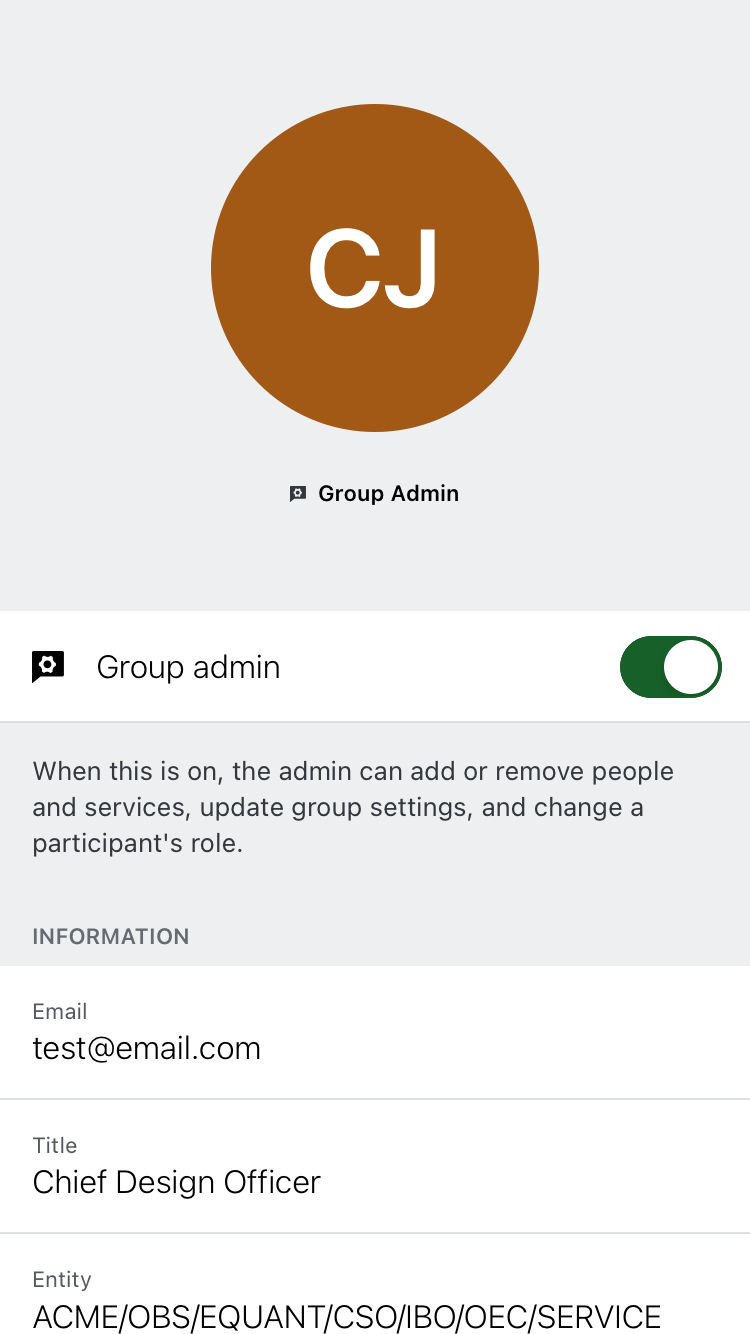 CJ
Group Admin
Group admin
When this is on, the admin can add or remove people
and services, update group settings, and change a
participant's role.
INFORMATION
Email
test@email.com
Title
Chief Design Officer
Entity
ACME/OBS/EQUANT/CSO/IBO/OEC/SERVICE